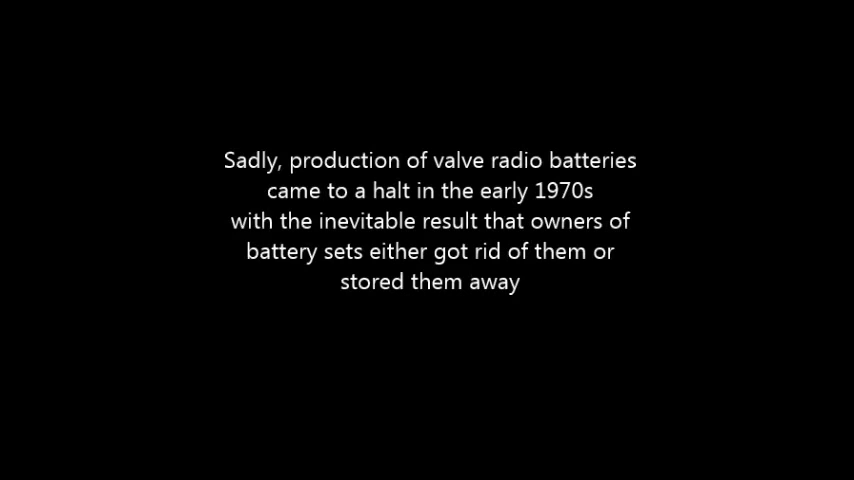 Sadly, production of valve radio batteries
came to a halt in the early 1970s
with the inevitable result that owners of
battery sets either got rid of them or
stored them away